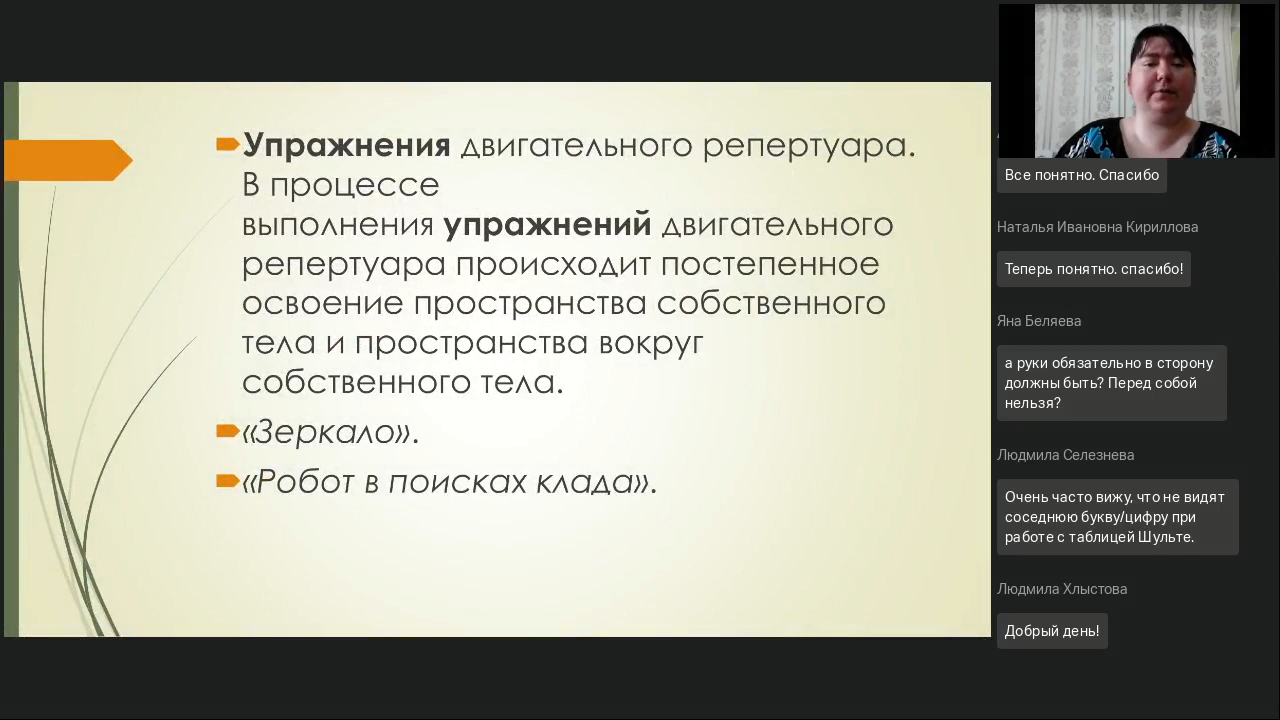 Упражнения двигательного репертуара.
В процессе
выполнения упражнений двигательного
репертуара происходит постепенное
освоение пространства собственного
тела и пространства вокруг
собственного тела.
«Зеркало».
«Робот в поисках клада».
Все понятно. Спасибо
Наталья Ивановна Кириллова
Теперь понятно. спасибо!
Яна Беляева
а руки обязательно в сторону
должны быть? Перед собой
нельзя?
Людмила Селезнева
Очень часто вижу, что не видят
соседнюю букву/цифру при
работе с таблицей Шульте.
Людмила Хлыстова
Добрый день!